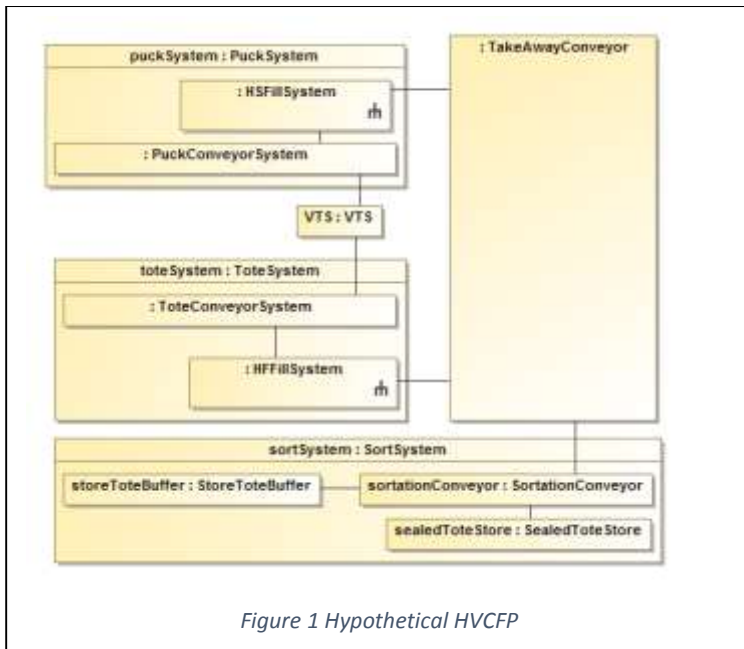 puckSystem : PuckSystem
: TakeAwayConveyor
: HSFillSystem
: PuckConveyorSystem
VTS : VTS
toteSystem : ToteSystem
: ToteConveyorSystem
: HFFillSystem
sortSystem : SortSystem
storeToteBuffer : StoreToteBuffer
sortationConveyor : SortationConveyor
sealedToteStore : SealedToteStore
Figure 1 Hypothetical HVCFP